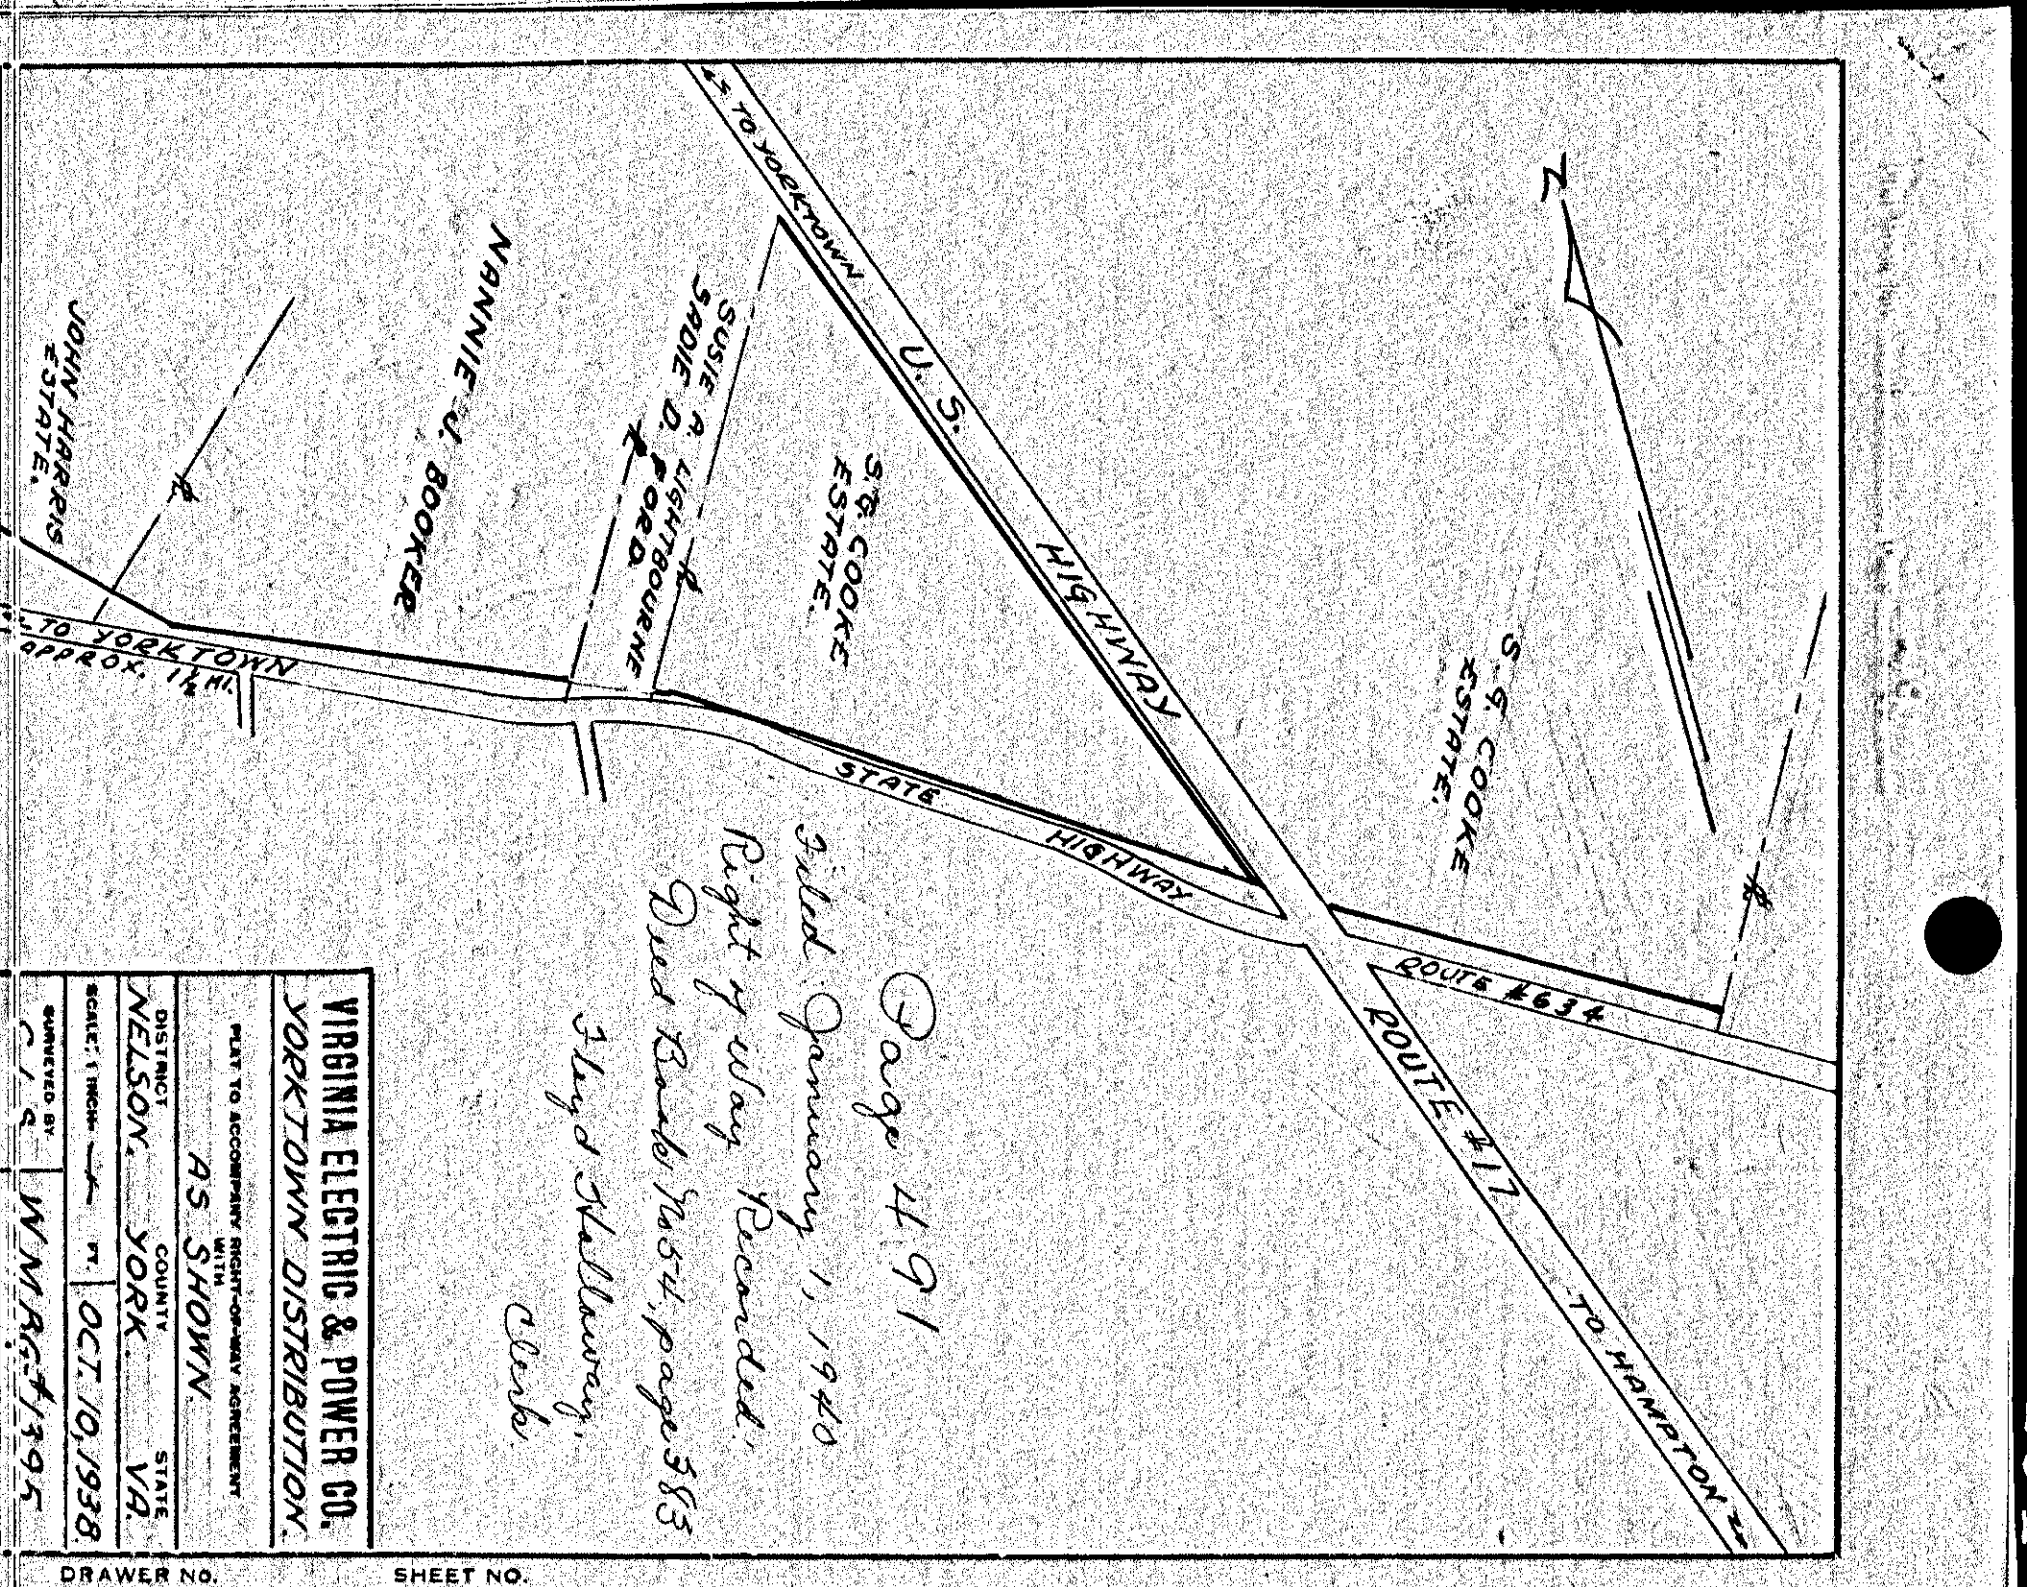 N
S. G. COOKE
ESTATE.
ROUTE #634
U. S. HIGHWAY ROUTE #17
TO YORKTOWN
TO HAMPTON
S. G. COOKE
ESTATE.
SUSIE A. LIGHTBOURNE
SADIE D. FORD.
NANNIE J. BOOKER
JOHN HARRIS
ESTATE.
STATE HIGHWAY
TO YORKTOWN
APPROX. 1½ MI.
Page 491
Filed January 1, 1940
Right of Way Recorded,
Deed Book No 54, page 383
Floyd Holloway,
Clerk
VIRGINIA ELECTRIC & POWER CO.
YORKTOWN DISTRIBUTION.
PLAT TO ACCOMPANY RIGHT-OF-WAY AGREEMENT
WITH
AS SHOWN.
DISTRICT COUNTY STATE
NELSON. YORK. VA.
SCALE: 1 INCH — FT. OCT. 10, 1938
SURVEYED BY
W.M.R.G.# 1395
DRAWER NO. SHEET NO.